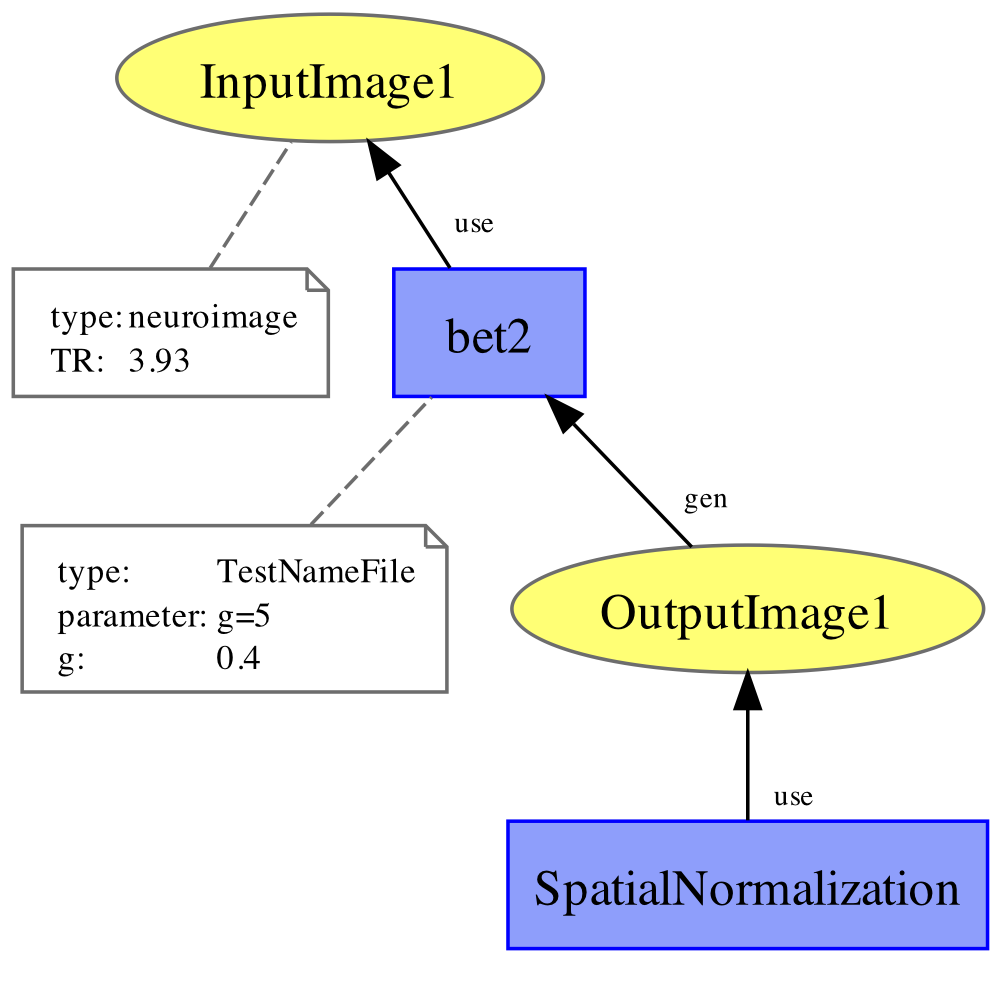 InputImage1
use
type: neuroimage
TR: 3.93
bet2
gen
type: TestNameFile
parameter: g=5
g: 0.4
OutputImage1
use
SpatialNormalization